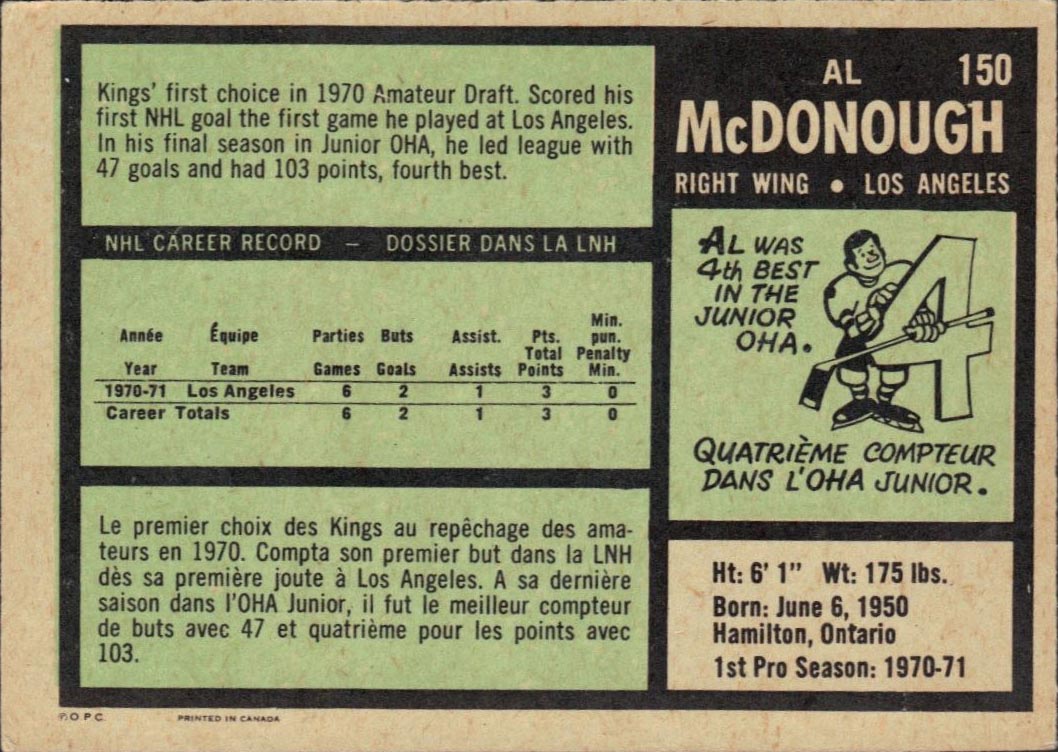 Kings' first choice in 1970 Amateur Draft. Scored his
first NHL goal the first game he played at Los Angeles.
In his final season in Junior OHA, he led league with
47 goals and had 103 points, fourth best.
NHL CAREER RECORD – DOSSIER DANS LA LNH
Année Équipe Parties Buts Assist. Pts. Min. pun.
Year Team Games Goals Assists Total Points Penalty Min.
1970-71 Los Angeles 6 2 1 3 0
Career Totals 6 2 1 3 0
Le premier choix des Kings au repêchage des ama-
teurs en 1970. Compta son premier but dans la LNH
dès sa première joute à Los Angeles. A sa dernière
saison dans l'OHA Junior, il fut le meilleur compteur
de buts avec 47 et quatrième pour les points avec
103.
AL 150
McDONOUGH
RIGHT WING • LOS ANGELES
AL WAS
4th BEST
IN THE
JUNIOR
OHA.
4
QUATRIÈME COMPTEUR
DANS L'OHA JUNIOR.
Ht: 6' 1" Wt: 175 lbs.
Born: June 6, 1950
Hamilton, Ontario
1st Pro Season: 1970-71
© O P C PRINTED IN CANADA